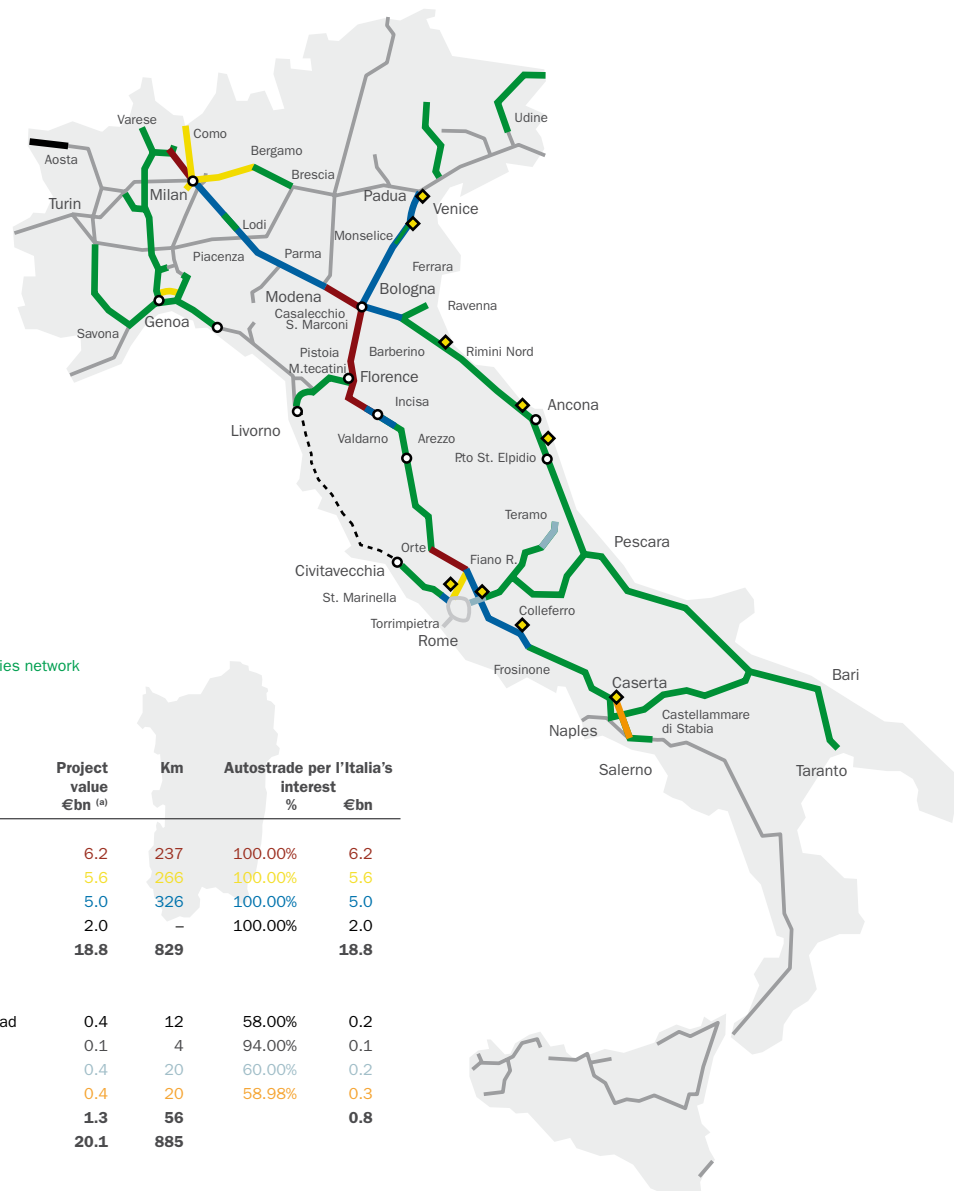 Udine
Varese
Como
Bergamo
Aosta
Brescia
Milan
Padua
Turin
Venice
Lodi
Monselice
Parma
Piacenza
Ferrara
Bologna
Modena
Ravenna
Casalecchio
S. Marconi
Genoa
Savona
Pistoia
Barberino
Rimini Nord
M.tecatini
Florence
Incisa
Ancona
Livorno
Valdarno
Arezzo
P.to St. Elpidio
Teramo
Orte
Pescara
Fiano R.
Civitavecchia
St. Marinella
Colleferro
Torrimpietra
Rome
ies network
Frosinone
Bari
Caserta
Castellammare
di Stabia
Naples
Salerno
Taranto
Project Km Autostrade per l'Italia's
value interest
€bn (a) % €bn
6.2 237 100.00% 6.2
5.6 266 100.00% 5.6
5.0 326 100.00% 5.0
2.0 – 100.00% 2.0
18.8 829 18.8
ad 0.4 12 58.00% 0.2
0.1 4 94.00% 0.1
0.4 20 60.00% 0.2
0.4 20 58.98% 0.3
1.3 56 0.8
20.1 885